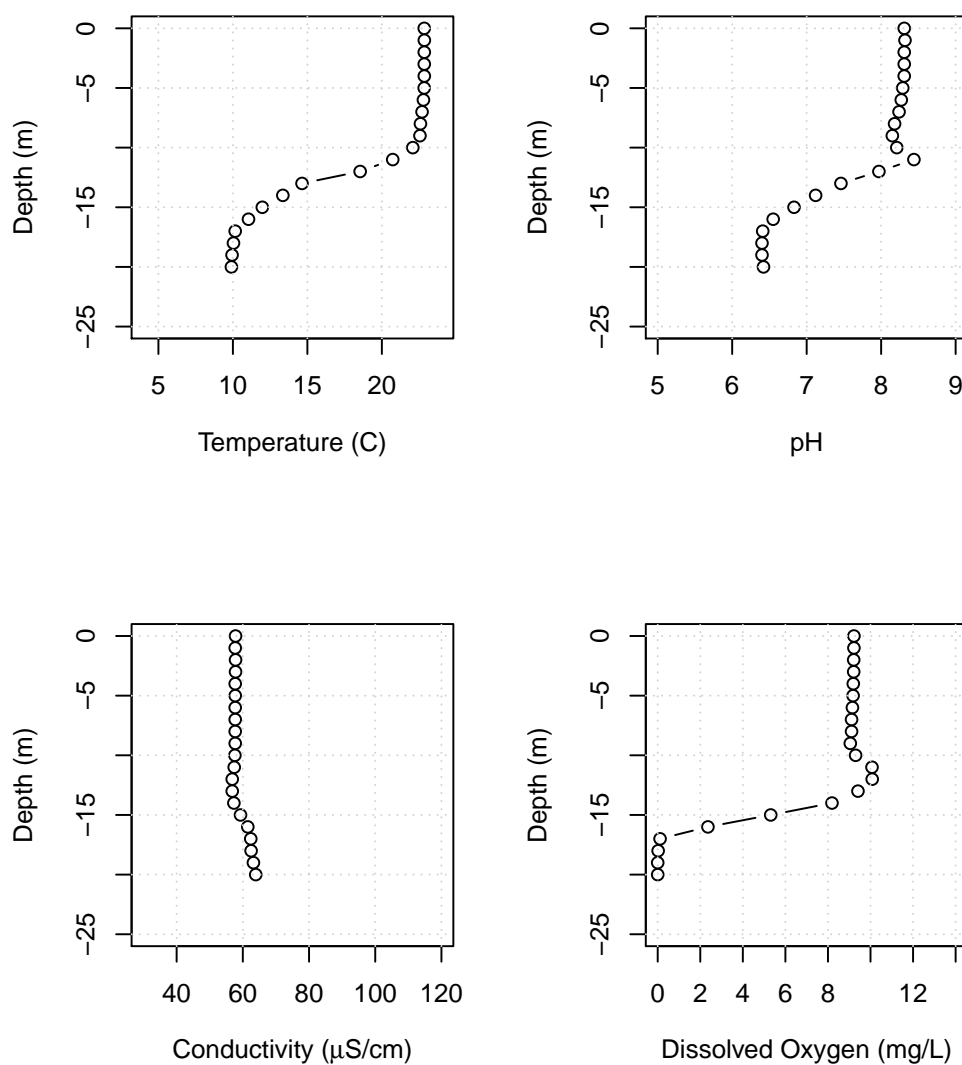 0
−5
−15
−25
Depth (m)
5 10 15 20
Temperature (C)
0
−5
−15
−25
Depth (m)
5 6 7 8 9
pH
0
−5
−15
−25
Depth (m)
40 60 80 100 120
Conductivity (μS/cm)
0
−5
−15
−25
Depth (m)
0 2 4 6 8 12
Dissolved Oxygen (mg/L)